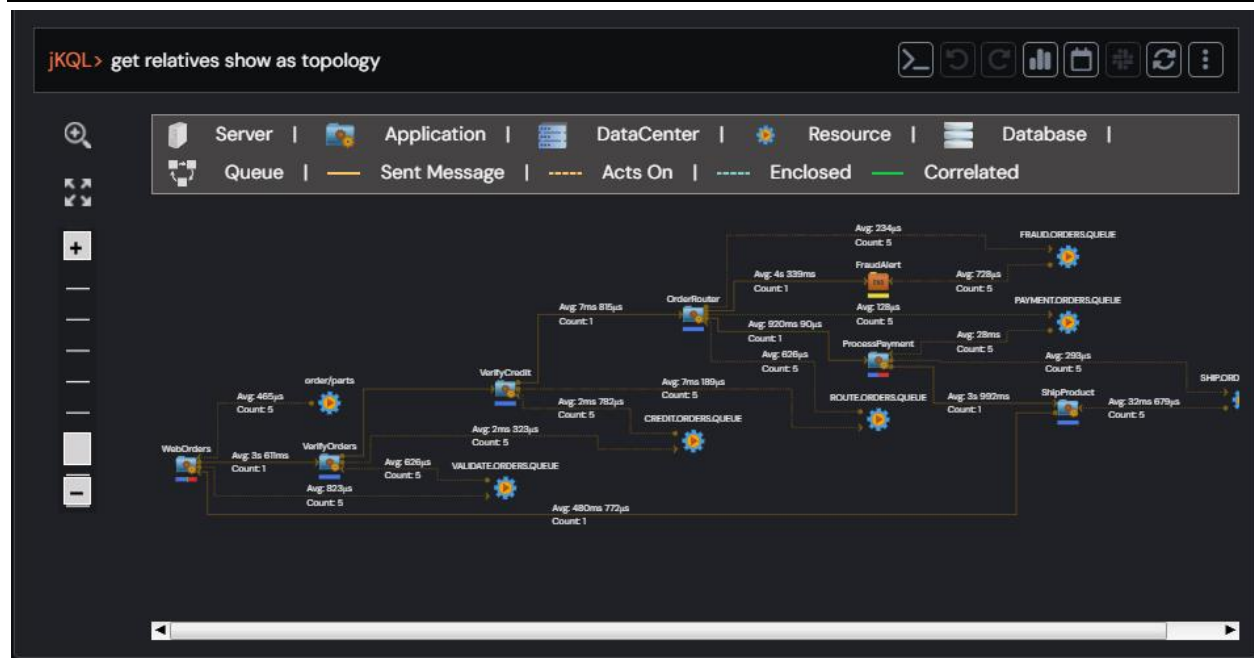 jKQL> get relatives show as topology
Server | Application | DataCenter | Resource | Database |
Queue | Sent Message | Acts On | Enclosed Correlated
Avg: 234µs
Count: 5
FRAUD.ORDERS.QUEUE
FraudAlert
Avg: 4s 339ms
Count: 1
Avg: 728µs
Count: 5
OrderRouter
Avg: 7ms 815µs
Count: 1
Avg: 128µs
Count: 5
PAYMENT.ORDERS.QUEUE
Avg: 920ms 90µs
Count: 1
ProcessPayment
Avg: 28ms
Count: 5
Avg: 626µs
Count: 5
Avg: 293µs
Count: 5
VerifyCredit
order/parts
Avg: 7ms 189µs
Count: 5
SHIP.ORD
Avg: 465µs
Count: 5
Avg: 2ms 782µs
Count: 5
ROUTE.ORDERS.QUEUE
Avg: 3s 992ms
Count: 1
ShipProduct
Avg: 32ms 679µs
Count: 5
CREDIT.ORDERS.QUEUE
Avg: 2ms 323µs
Count: 5
WebOrders
Avg: 3s 611ms
Count: 1
VerifyOrders
Avg: 626µs
Count: 5
VALIDATE.ORDERS.QUEUE
Avg: 823µs
Count: 5
Avg: 480ms 772µs
Count: 1